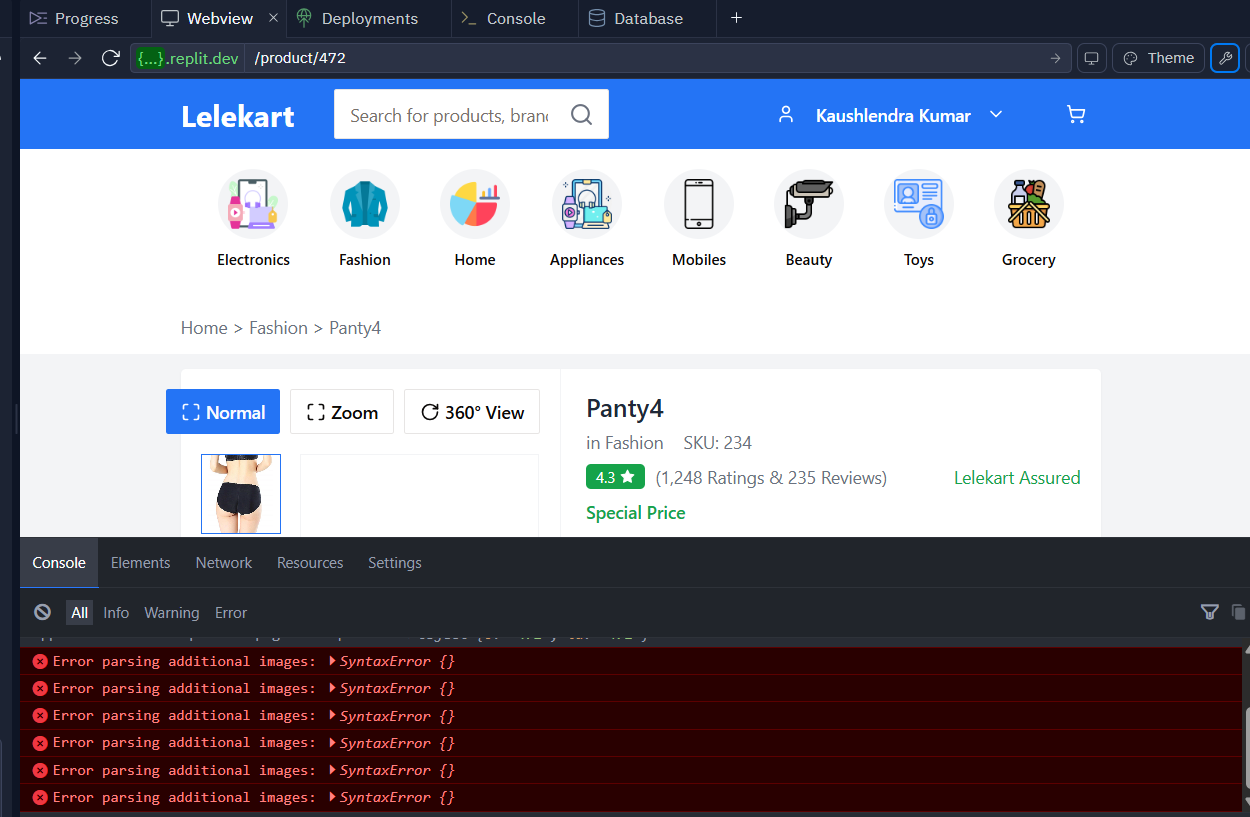 Progress Webview Deployments Console Database
{...}.replit.dev /product/472 Theme
Lelekart Search for products, branc Kaushlendra Kumar
Electronics Fashion Home Appliances Mobiles Beauty Toys Grocery
Home > Fashion > Panty4
Normal Zoom 360° View
Panty4
in Fashion SKU: 234
4.3 (1,248 Ratings & 235 Reviews) Lelekart Assured
Special Price
Console Elements Network Resources Settings
All Info Warning Error
Error parsing additional images: SyntaxError {}
Error parsing additional images: SyntaxError {}
Error parsing additional images: SyntaxError {}
Error parsing additional images: SyntaxError {}
Error parsing additional images: SyntaxError {}
Error parsing additional images: SyntaxError {}